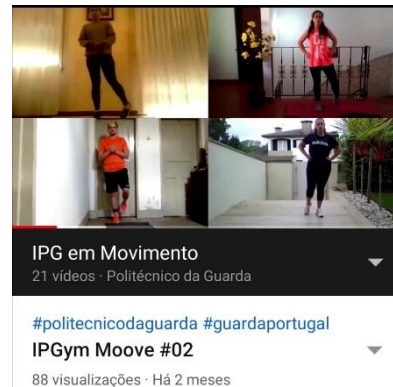 IPG em Movimento
21 vídeos · Politécnico da Guarda
#politecnicodaguarda #guardaportugal
IPGym Moove #02
88 visualizações · Há 2 meses